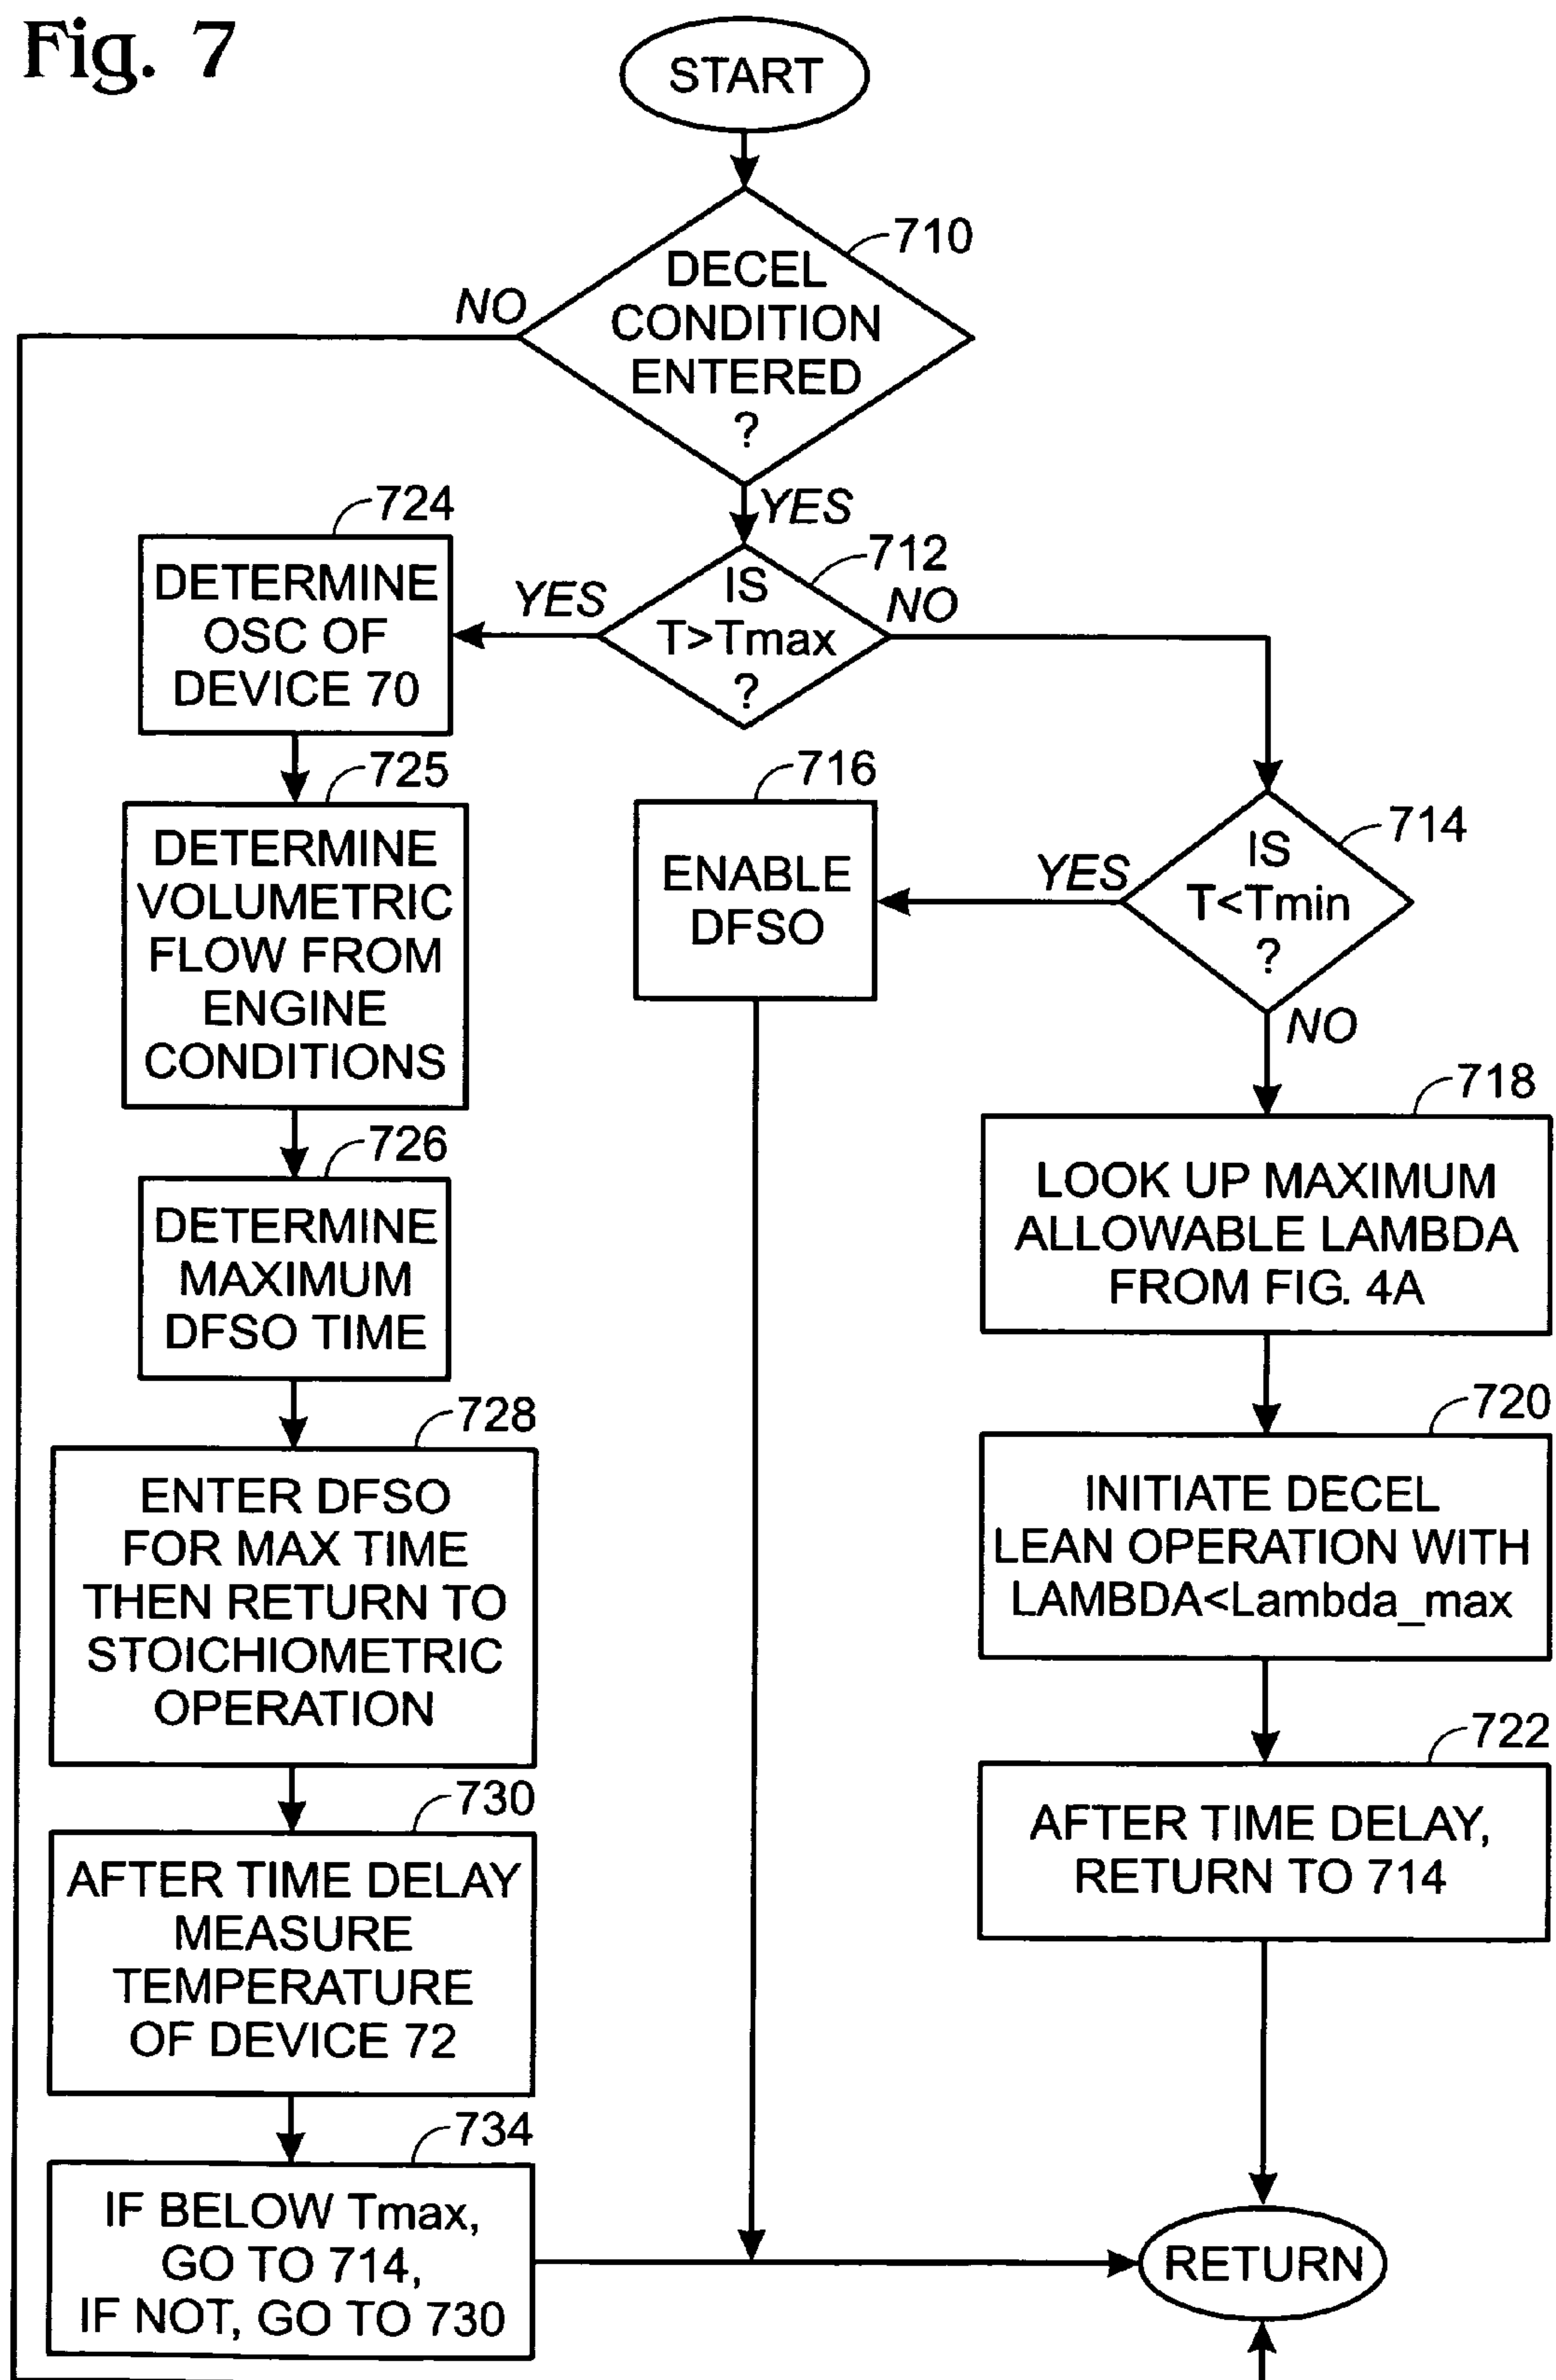 Fig. 7
START
710
DECEL
CONDITION
ENTERED
?
NO
YES
712
IS
T>Tmax
?
YES
NO
724
DETERMINE
OSC OF
DEVICE 70
725
DETERMINE
VOLUMETRIC
FLOW FROM
ENGINE
CONDITIONS
726
DETERMINE
MAXIMUM
DFSO TIME
728
ENTER DFSO
FOR MAX TIME
THEN RETURN TO
STOICHIOMETRIC
OPERATION
730
AFTER TIME DELAY
MEASURE
TEMPERATURE
OF DEVICE 72
734
IF BELOW Tmax,
GO TO 714,
IF NOT, GO TO 730
716
ENABLE
DFSO
714
IS
T<Tmin
?
YES
NO
718
LOOK UP MAXIMUM
ALLOWABLE LAMBDA
FROM FIG. 4A
720
INITIATE DECEL
LEAN OPERATION WITH
LAMBDA<Lambda_max
722
AFTER TIME DELAY,
RETURN TO 714
RETURN